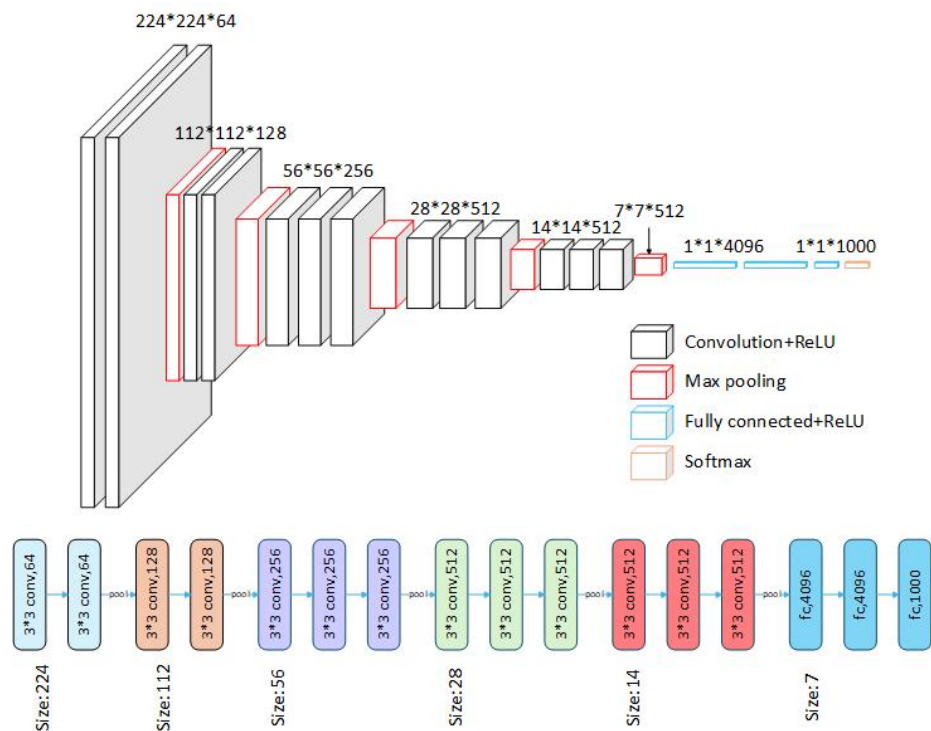 224*224*64
112*112*128
56*56*256
28*28*512
14*14*512
7*7*512
1*1*4096
1*1*1000
Convolution+ReLU
Max pooling
Fully connected+ReLU
Softmax
3*3 conv,64
3*3 conv,64
pool
3*3 conv,128
3*3 conv,128
pool
3*3 conv,256
3*3 conv,256
3*3 conv,256
pool
3*3 conv,512
3*3 conv,512
3*3 conv,512
pool
3*3 conv,512
3*3 conv,512
3*3 conv,512
pool
fc,4096
fc,4096
fc,1000
Size:224
Size:112
Size:56
Size:28
Size:14
Size:7